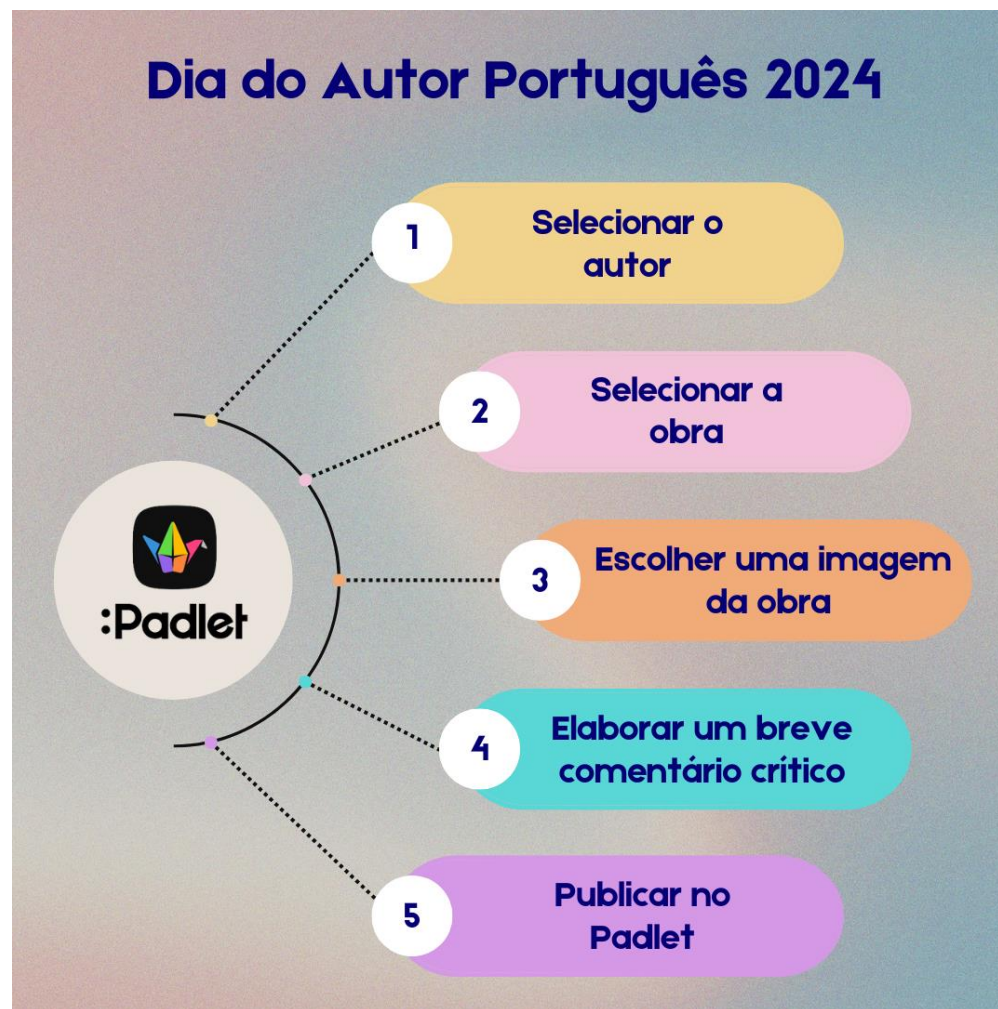 Dia do Autor Português 2024
1
Selecionar o
autor
2
Selecionar a
obra
3
Escolher uma imagem
da obra
:Padlet
4
Elaborar um breve
comentário crítico
5
Publicar no
Padlet